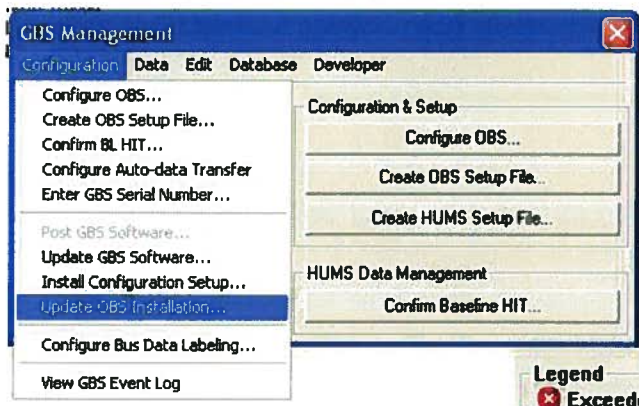 GBS Management
Configuration Data Edit Database Developer
Configure OBS...
Create OBS Setup File...
Confirm BL HIT...
Configure Auto-data Transfer
Enter GBS Serial Number...
Post GBS Software...
Update GBS Software...
Install Configuration Setup...
Update OBS Installation...
Configure Bus Data Labeling...
View GBS Event Log
Configuration & Setup
Configure OBS...
Create OBS Setup File...
Create HUMS Setup File...
HUMS Data Management
Confirm Baseline HIT...
Legend
Exceed